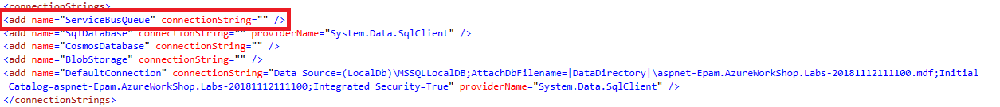 <connectionStrings>
<add name="ServiceBusQueue" connectionString="" />
<add name="SqlDatabase" connectionString="" providerName="System.Data.SqlClient" />
<add name="CosmosDatabase" connectionString="" />
<add name="BlobStorage" connectionString="" />
<add name="DefaultConnection" connectionString="Data Source=(LocalDb)\MSSQLLocalDB;AttachDbFilename=|DataDirectory|\aspnet-Epam.AzureWorkShop.Labs-20181112111100.mdf;Initial
Catalog=aspnet-Epam.AzureWorkShop.Labs-20181112111100;Integrated Security=True" providerName="System.Data.SqlClient" />
</connectionStrings>